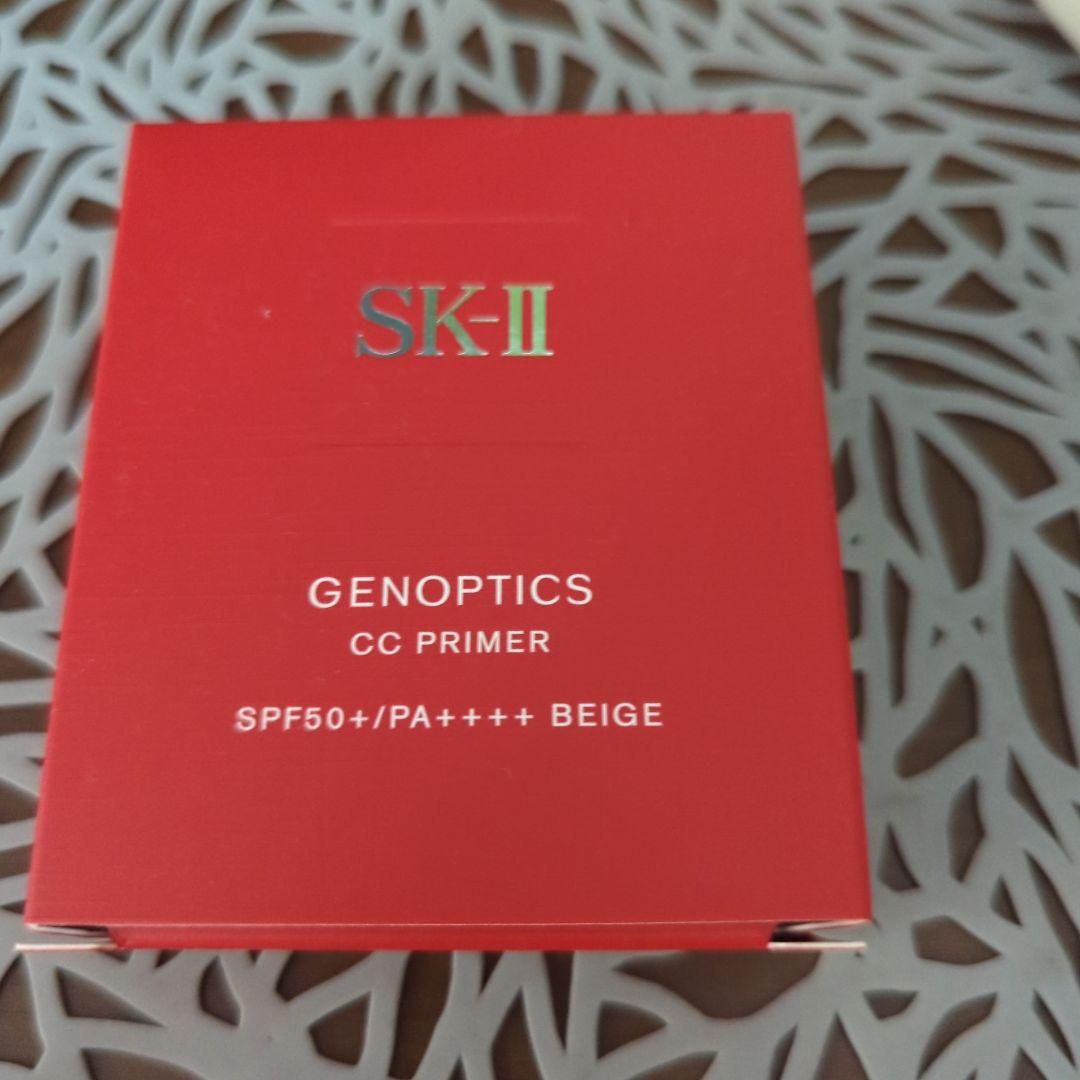 SK-II
GENOPTICS
CC PRIMER
SPF50+/PA++++ BEIGE